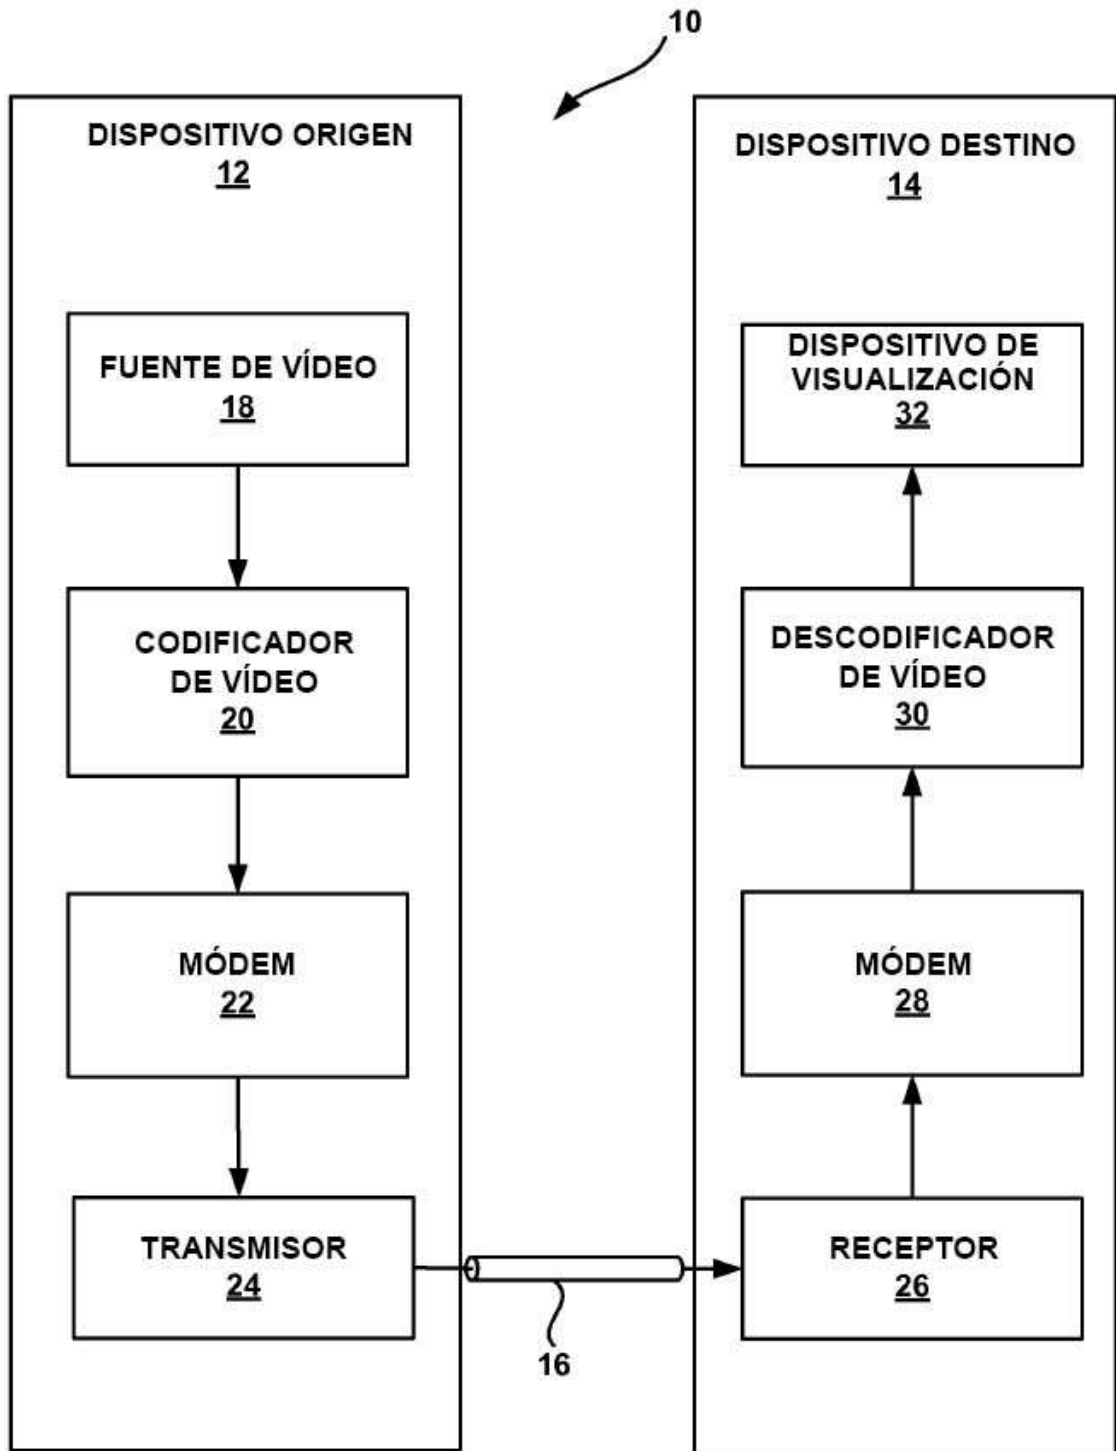 10
DISPOSITIVO ORIGEN
12
FUENTE DE VÍDEO
18
CODIFICADOR
DE VÍDEO
20
MÓDEM
22
TRANSMISOR
24
16
DISPOSITIVO DESTINO
14
DISPOSITIVO DE
VISUALIZACIÓN
32
DESCODIFICADOR
DE VÍDEO
30
MÓDEM
28
RECEPTOR
26